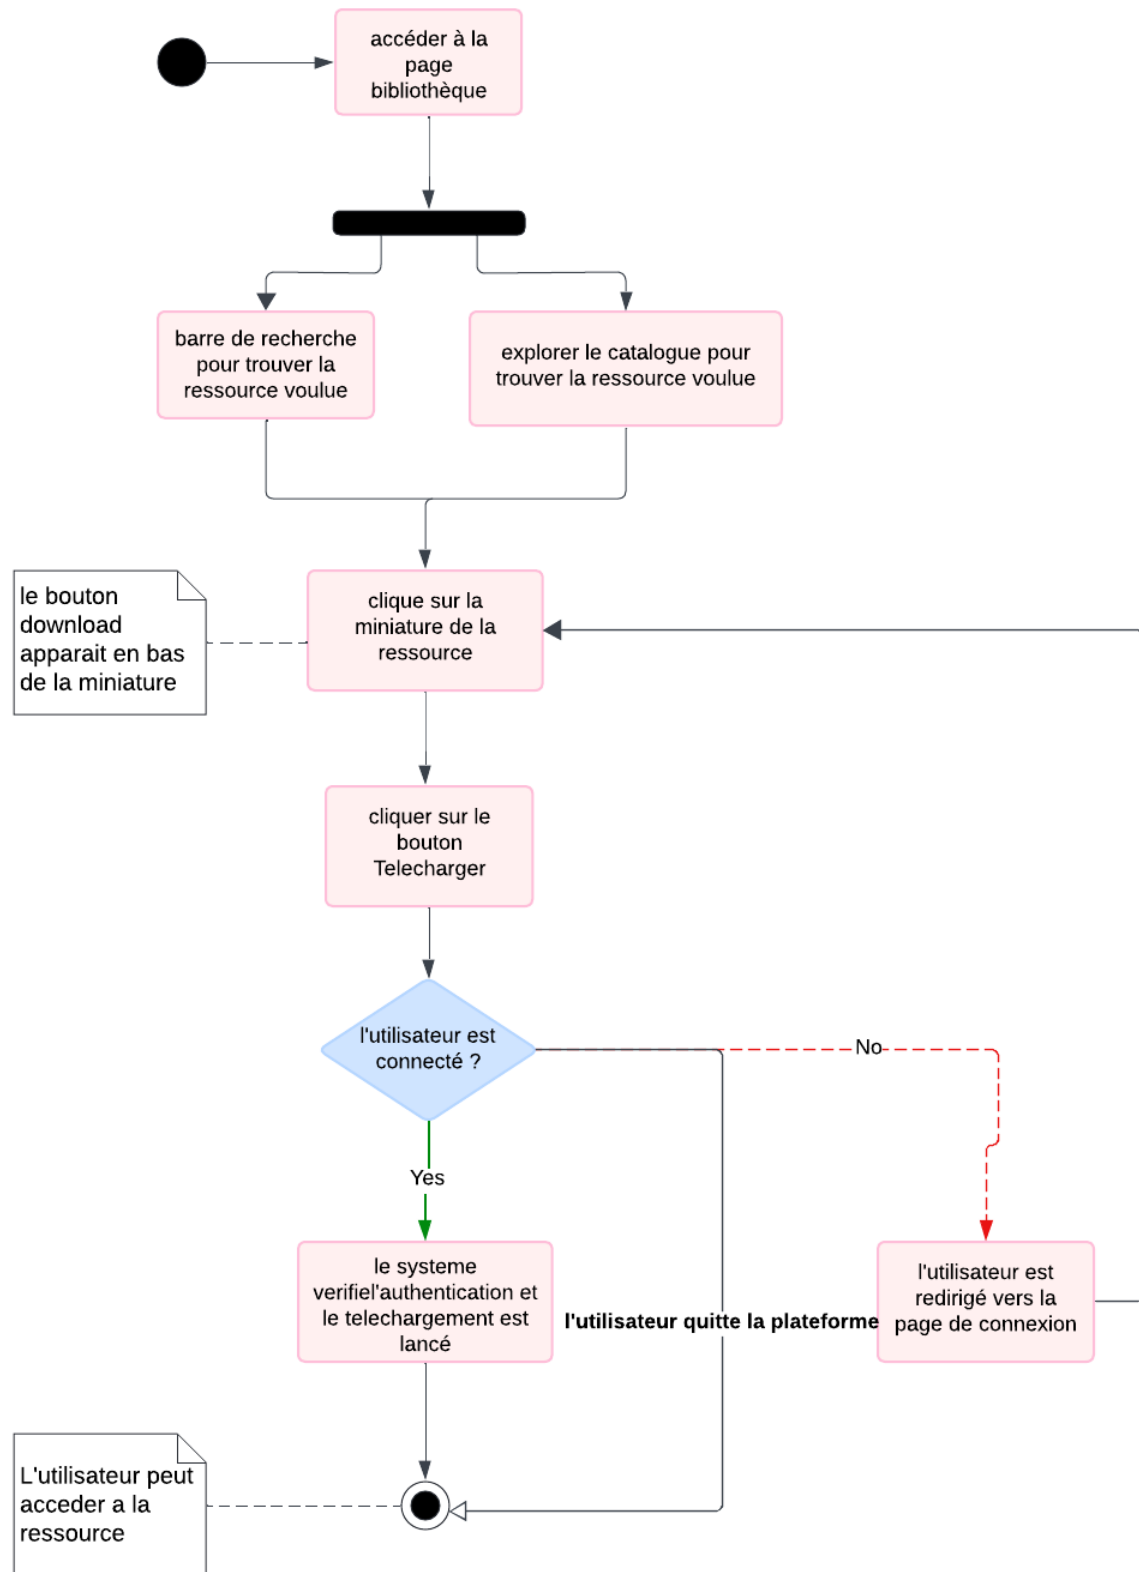 accéder à la
page
bibliothèque
barre de recherche
pour trouver la
ressource voulue
explorer le catalogue pour
trouver la ressource voulue
le bouton
download
apparait en bas
de la miniature
clique sur la
miniature de la
ressource
cliquer sur le
bouton
Telecharger
l'utilisateur est
connecté ?
No
Yes
le systeme
verifiel'authentication et
le telechargement est
lancé
l'utilisateur quitte la plateforme
l'utilisateur est
redirigé vers la
page de connexion
L'utilisateur peut
acceder a la
ressource